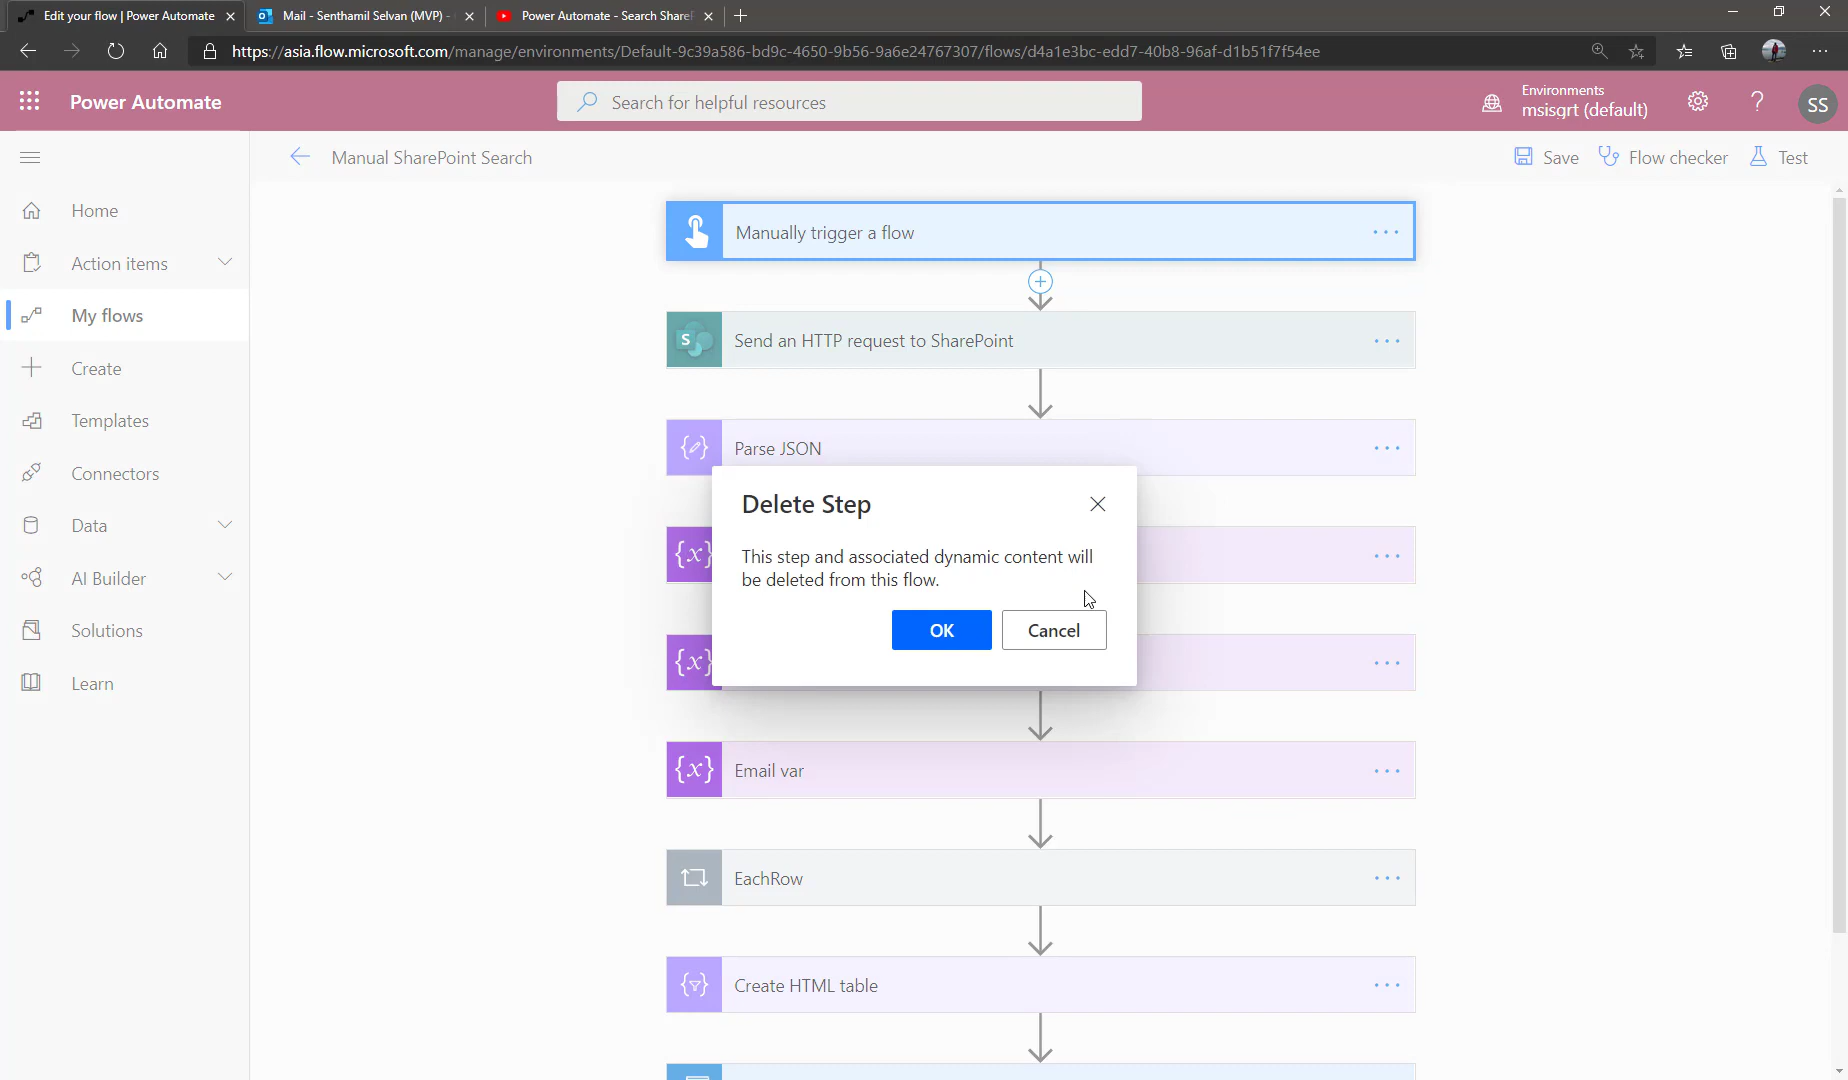 Edit your flow | Power Automate
Mail - Senthamil Selvan (MVP) -
Power Automate - Search ShareP
https://asia.flow.microsoft.com/manage/environments/Default-9c39a586-bd9c-4650-9b56-9a6e24767307/flows/d4a1e3bc-edd7-40b8-96af-d1b51f7f54ee
Power Automate
Search for helpful resources
Environments
msisgrt (default)
?
SS
Manual SharePoint Search
Save
Flow checker
Test
Home
Action items
My flows
Create
Templates
Connectors
Data
AI Builder
Solutions
Learn
Manually trigger a flow
Send an HTTP request to SharePoint
Parse JSON
Delete Step
This step and associated dynamic content will
be deleted from this flow.
OK
Cancel
Email var
EachRow
Create HTML table